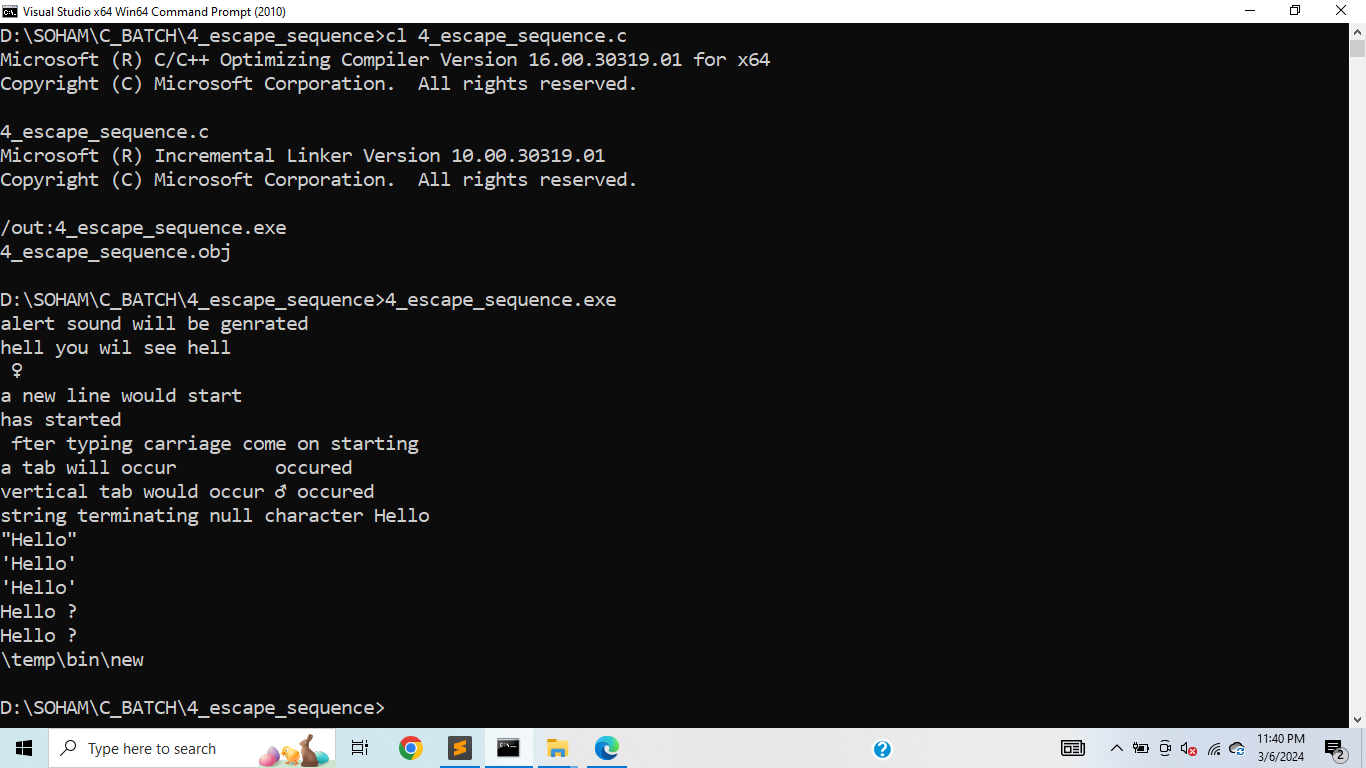 Visual Studio x64 Win64 Command Prompt (2010)
D:\SOHAM\C_BATCH\4_escape_sequence>cl 4_escape_sequence.c
Microsoft (R) C/C++ Optimizing Compiler Version 16.00.30319.01 for x64
Copyright (C) Microsoft Corporation.  All rights reserved.
4_escape_sequence.c
Microsoft (R) Incremental Linker Version 10.00.30319.01
Copyright (C) Microsoft Corporation.  All rights reserved.
/out:4_escape_sequence.exe
4_escape_sequence.obj
D:\SOHAM\C_BATCH\4_escape_sequence>4_escape_sequence.exe
alert sound will be genrated
hell you wil see hell
 ♀
a new line would start
has started
 fter typing carriage come on starting
a tab will occur         occured
vertical tab would occur ♂ occured
string terminating null character Hello
"Hello"
'Hello'
'Hello'
Hello ?
Hello ?
\temp\bin\new
D:\SOHAM\C_BATCH\4_escape_sequence>
Type here to search
11:40 PM
3/6/2024
2